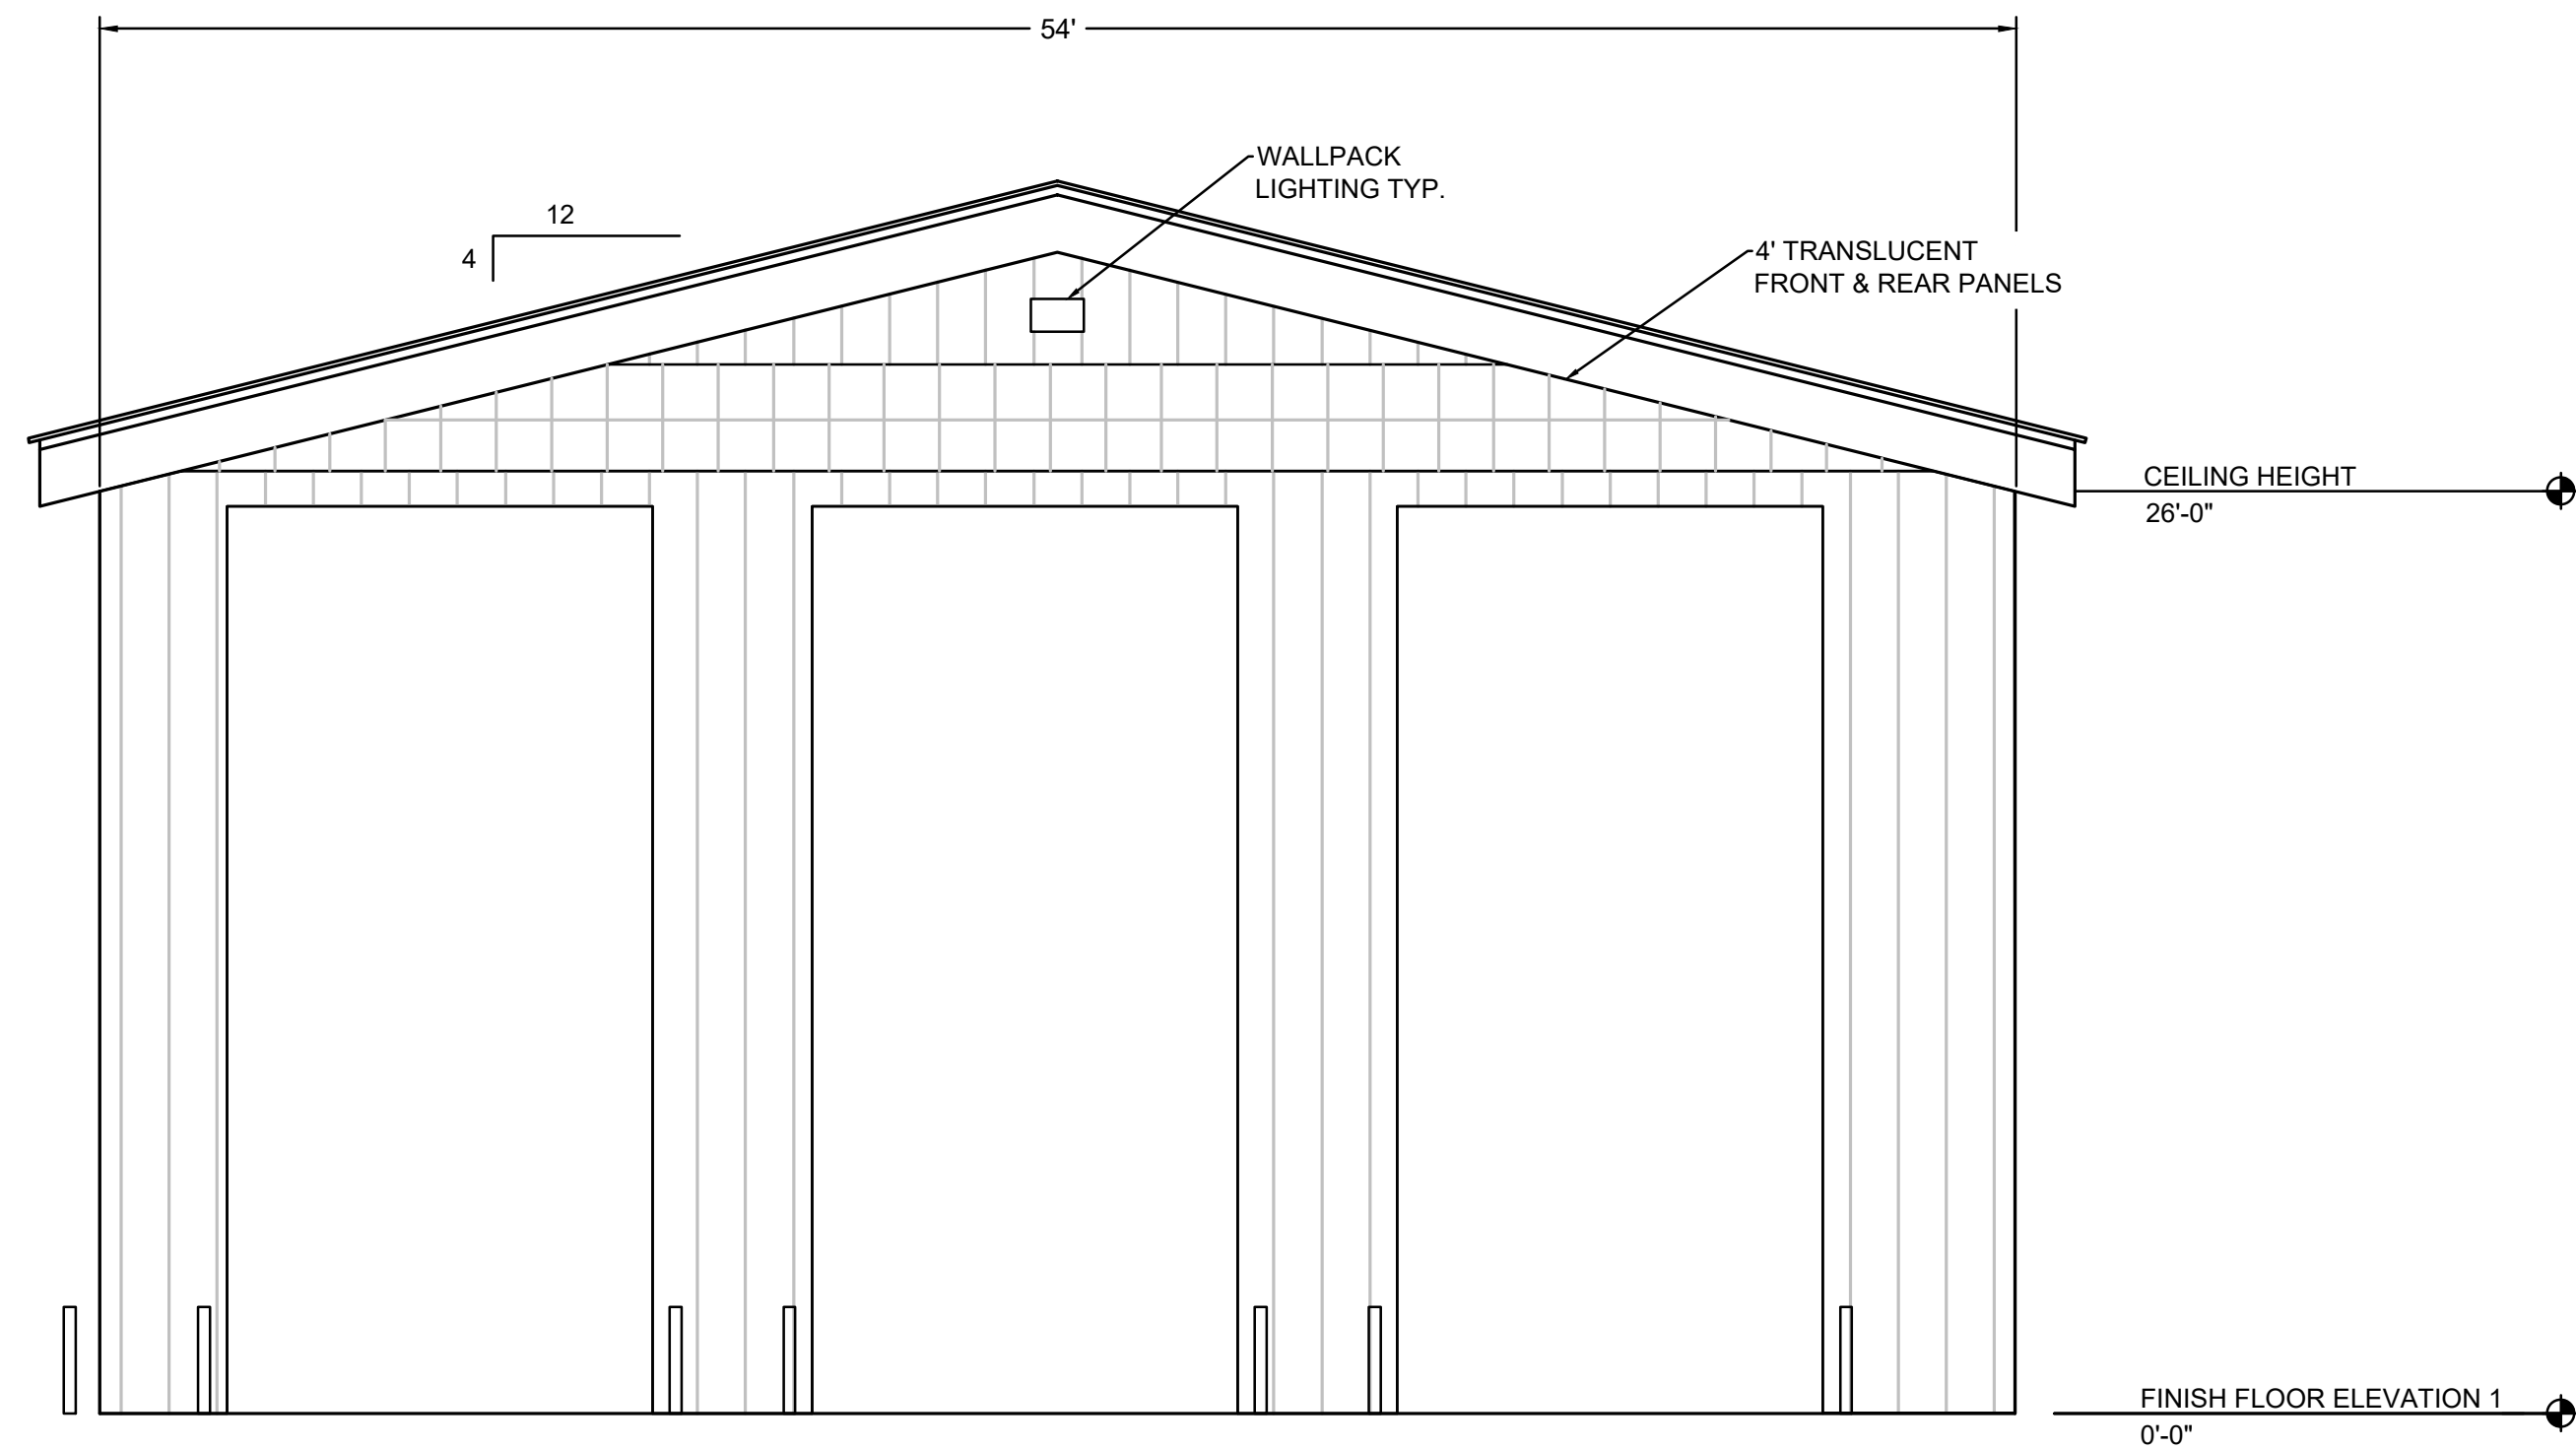 54'
WALLPACK
LIGHTING TYP.
12
4
4' TRANSLUCENT
FRONT & REAR PANELS
CEILING HEIGHT
26'-0"
FINISH FLOOR ELEVATION 1
0'-0"